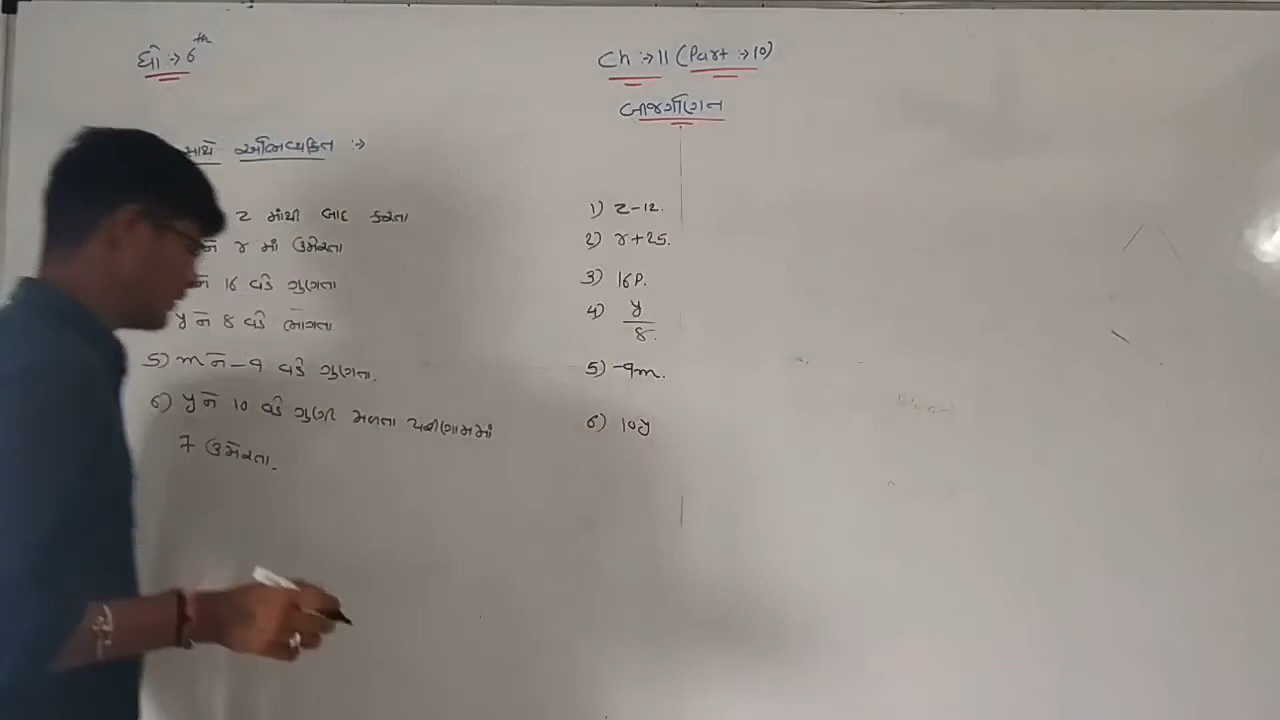 ધો :→ 6th
Ch :→ 11 (Part :→ 10)
બીજગણિત
સાથે અભિવ્યક્તિ :→
z માંથી બાદ કરતા
1) z-12.
ને r માં ઉમેરતા
2) r+25.
ને 16 વડે ગુણતા
3) 16P.
y ને 8 વડે ભાગતા.
4) y/8.
5) m ને -9 વડે ગુણતા.
5) -9m.
6) y ને 10 વડે ગુણી મળતા પરીણામમાં
6) 10y
7 ઉમેરતા.